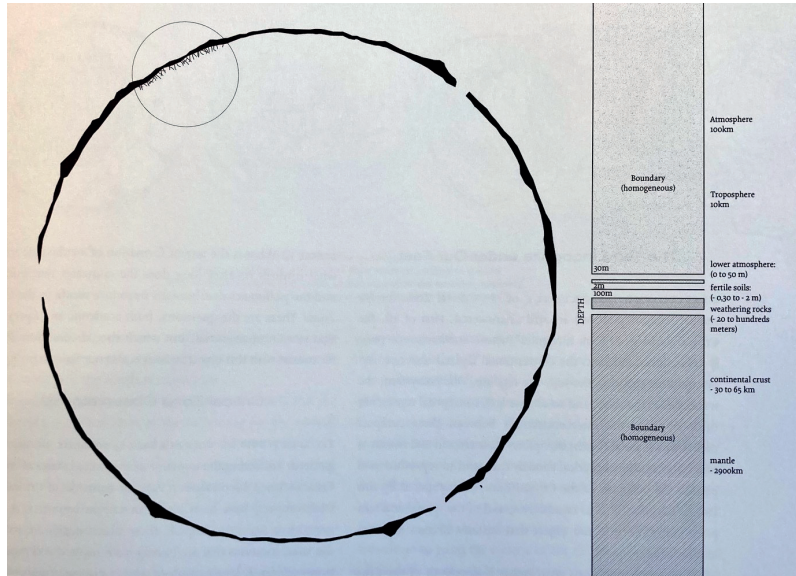 Boundary
(homogeneous)
30m
2m
100m
DEPTH
Boundary
(homogeneous)
Atmosphere
100km
Troposphere
10km
lower atmosphere:
(0 to 50 m)
fertile soils:
(- 0,30 to - 2 m)
weathering rocks
(- 20 to hundreds
meters)
continental crust
- 30 to 65 km
mantle
- 2900km